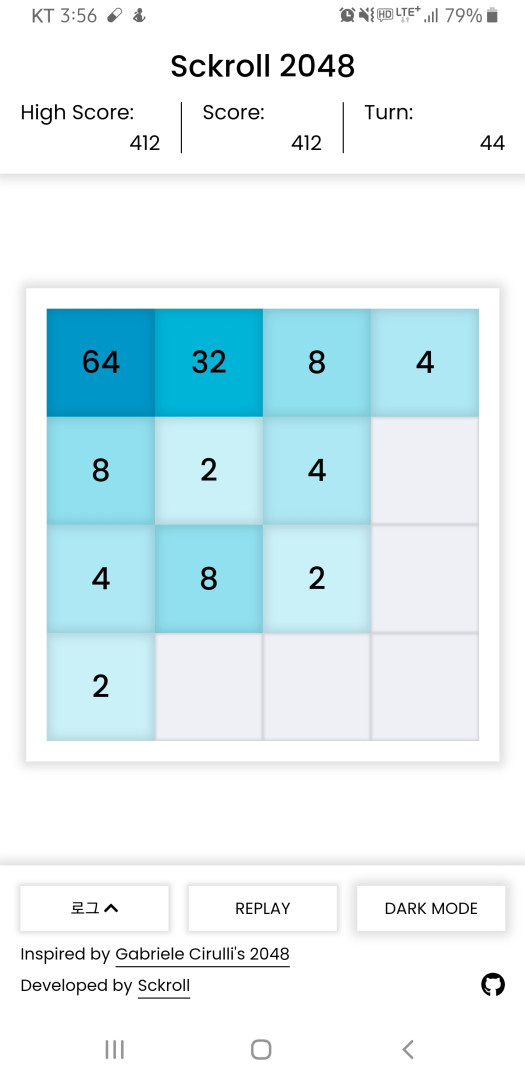 KT 3:56 HD LTE+ 79%
Sckroll 2048
High Score: Score: Turn:
412 412 44
64 32 8 4
8 2 4
4 8 2
2
로그 REPLAY DARK MODE
Inspired by Gabriele Cirulli's 2048
Developed by Sckroll